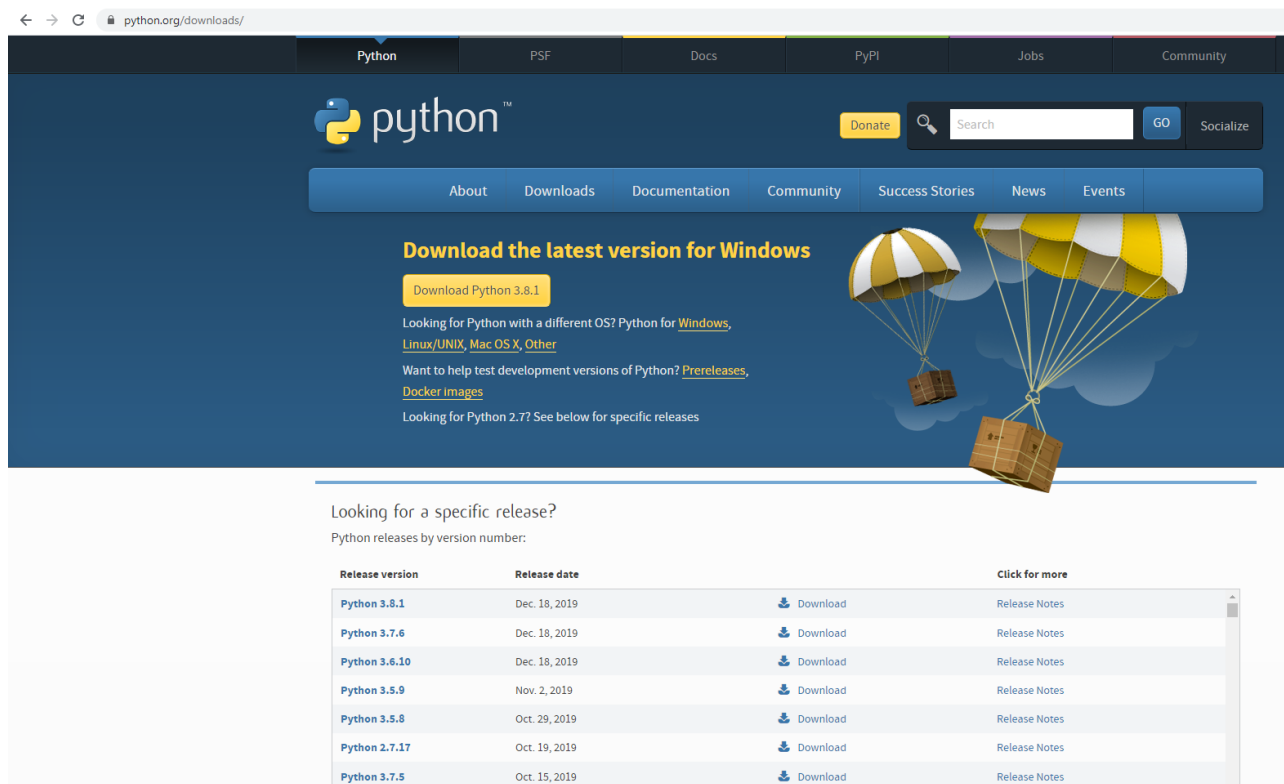 python.org/downloads/
Python PSF Docs PyPI Jobs Community
python™
Donate Search GO Socialize
About Downloads Documentation Community Success Stories News Events
Download the latest version for Windows
Download Python 3.8.1
Looking for Python with a different OS? Python for Windows,
Linux/UNIX, Mac OS X, Other
Want to help test development versions of Python? Prereleases,
Docker images
Looking for Python 2.7? See below for specific releases
Looking for a specific release?
Python releases by version number:
Release version Release date Click for more
Python 3.8.1 Dec. 18, 2019 Download Release Notes
Python 3.7.6 Dec. 18, 2019 Download Release Notes
Python 3.6.10 Dec. 18, 2019 Download Release Notes
Python 3.5.9 Nov. 2, 2019 Download Release Notes
Python 3.5.8 Oct. 29, 2019 Download Release Notes
Python 2.7.17 Oct. 19, 2019 Download Release Notes
Python 3.7.5 Oct. 15, 2019 Download Release Notes